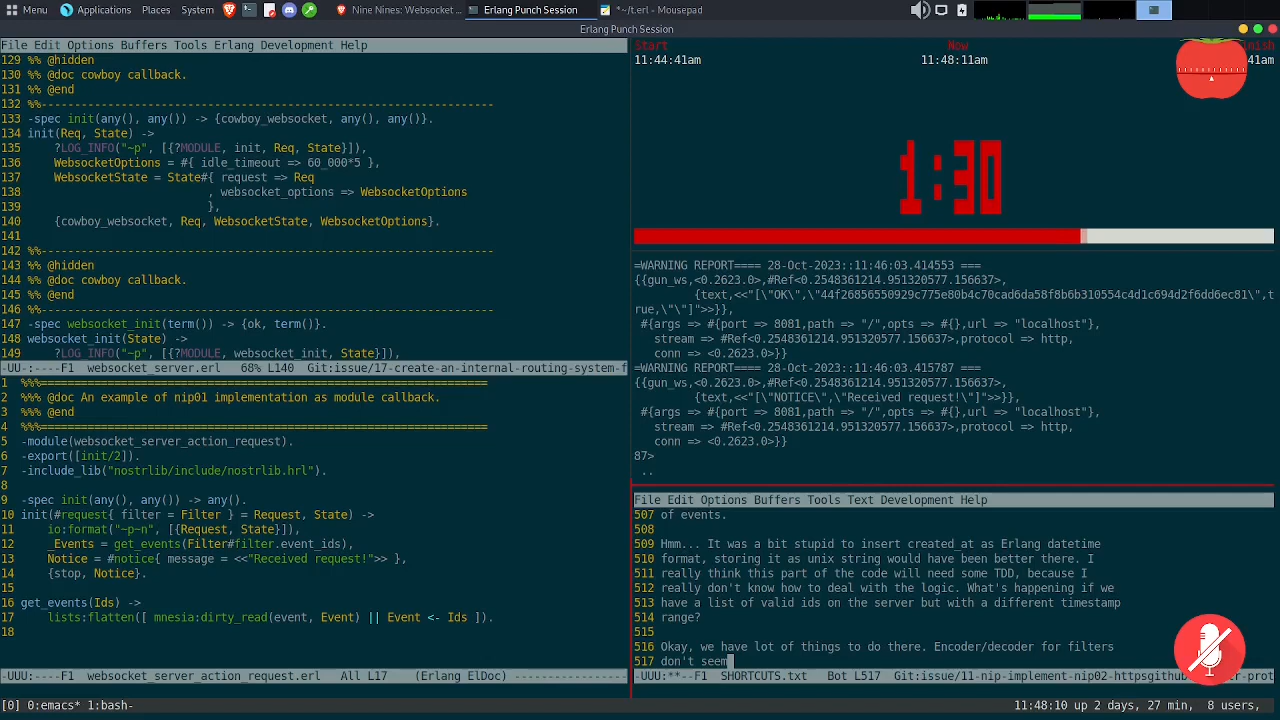 Menu Applications Places System Nine Nines: Websocket ... Erlang Punch Session *~/t.erl - Mousepad
Erlang Punch Session
File Edit Options Buffers Tools Erlang Development Help
129 %% @hidden
130 %% @doc cowboy callback.
131 %% @end
132 %%--------------------------------------------------------------------
133 -spec init(any(), any()) -> {cowboy_websocket, any(), any()}.
134 init(Req, State) ->
135     ?LOG_INFO("~p", [{?MODULE, init, Req, State}]),
136     WebsocketOptions = #{ idle_timeout => 60_000*5 },
137     WebsocketState = State#{ request => Req
138                            , websocket_options => WebsocketOptions
139                            },
140     {cowboy_websocket, Req, WebsocketState, WebsocketOptions}.
141
142 %%--------------------------------------------------------------------
143 %% @hidden
144 %% @doc cowboy callback.
145 %% @end
146 %%--------------------------------------------------------------------
147 -spec websocket_init(term()) -> {ok, term()}.
148 websocket_init(State) ->
149     ?LOG_INFO("~p", [{?MODULE, websocket_init, State}]),
-UU-:----F1  websocket_server.erl   68% L140  Git:issue/17-create-an-internal-routing-system-f
1 %%%===================================================================
2 %%% @doc An example of nip01 implementation as module callback.
3 %%% @end
4 %%%===================================================================
5 -module(websocket_server_action_request).
6 -export([init/2]).
7 -include_lib("nostrlib/include/nostrlib.hrl").
8
9 -spec init(any(), any()) -> any().
10 init(#request{ filter = Filter } = Request, State) ->
11     io:format("~p~n", [{Request, State}]),
12     _Events = get_events(Filter#filter.event_ids),
13     Notice = #notice{ message = <<"Received request!">> },
14     {stop, Notice}.
15
16 get_events(Ids) ->
17     lists:flatten([ mnesia:dirty_read(event, Event) || Event <- Ids ]).
18
-UUU:----F1  websocket_server_action_request.erl   All L17    (Erlang ElDoc) -----------------
Start Now inish
11:44:41am 11:48:11am 41am
1:30
=WARNING REPORT==== 28-Oct-2023::11:46:03.414553 ===
{{gun_ws,<0.2623.0>,#Ref<0.2548361214.951320577.156637>,
         {text,<<"[\"OK\",\"44f26856550929c775e80b4c70cad6da58f8b6b310554c4d1c694d2f6dd6ec81\",t
rue,\"\"]">>}},
 #{args => #{port => 8081,path => "/",opts => #{},url => "localhost"},
   stream => #Ref<0.2548361214.951320577.156637>,protocol => http,
   conn => <0.2623.0>}}
=WARNING REPORT==== 28-Oct-2023::11:46:03.415787 ===
{{gun_ws,<0.2623.0>,#Ref<0.2548361214.951320577.156637>,
         {text,<<"[\"NOTICE\",\"Received request!\"]">>}},
 #{args => #{port => 8081,path => "/",opts => #{},url => "localhost"},
   stream => #Ref<0.2548361214.951320577.156637>,protocol => http,
   conn => <0.2623.0>}}
87>
 ..
File Edit Options Buffers Tools Text Development Help
507 of events.
508
509 Hmm... It was a bit stupid to insert created_at as Erlang datetime
510 format, storing it as unix string would have been better there. I
511 really think this part of the code will need some TDD, because I
512 really don't know how to deal with the logic. What's happening if we
513 have a list of valid ids on the server but with a different timestamp
514 range?
515
516 Okay, we have lot of things to do there. Encoder/decoder for filters
517 don't seem
-UUU:**--F1  SHORTCUTS.txt   Bot L517   Git:issue/11-nip-implement-nip02-httpsgithub r-prot
[0] 0:emacs* 1:bash- 11:48:10 up 2 days, 27 min,  8 users,